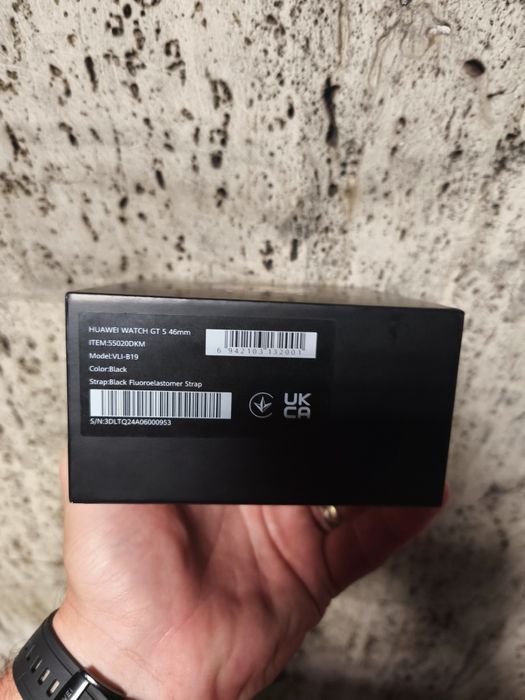 HUAWEI WATCH GT 5 46mm
ITEM:55020DKM
Model:VLI-B19
Color:Black
Strap:Black Fluoroelastomer Strap
S/N:3DLTQ24A06000953
6 942103 132001
UK
CA